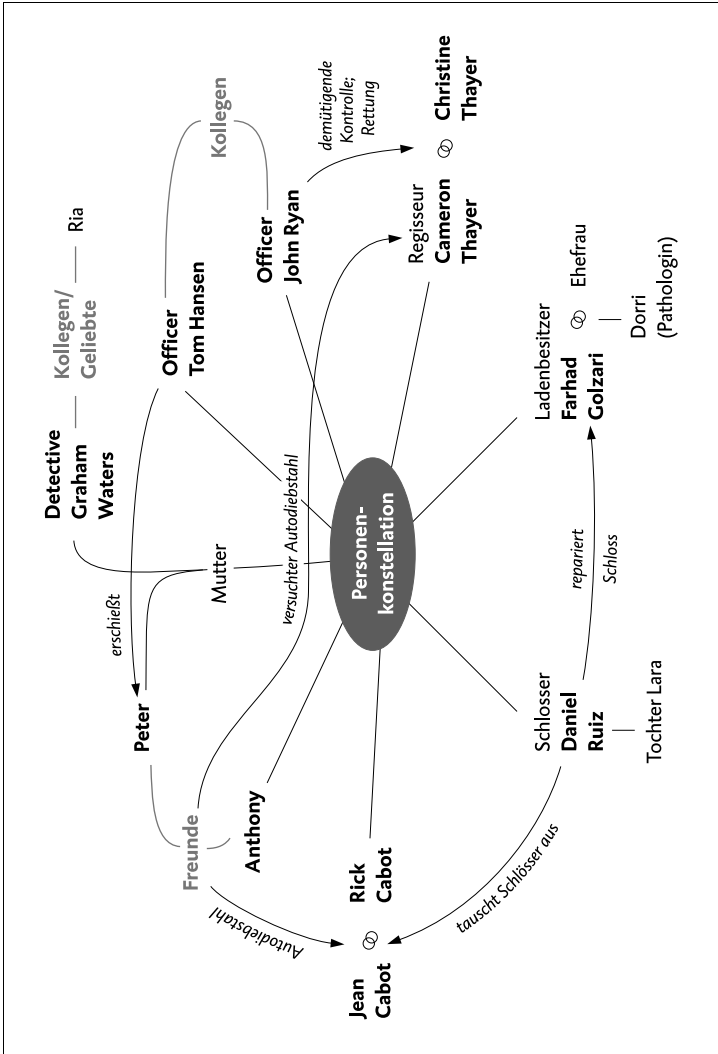 Detective
Graham
Waters
Kollegen/
Geliebte
Ria
Peter
erschießt
Officer
Tom Hansen
Kollegen
Freunde
Mutter
Anthony
Officer
John Ryan
demütigende
Kontrolle;
Rettung
versuchter Autodiebstahl
Autodiebstahl
Jean
Cabot
Rick
Cabot
Personen-
konstellation
Regisseur
Cameron
Thayer
Christine
Thayer
tauscht Schlösser aus
Schlosser
Daniel
Ruiz
Tochter Lara
repariert
Schloss
Ladenbesitzer
Farhad
Golzari
Ehefrau
Dorri
(Pathologin)